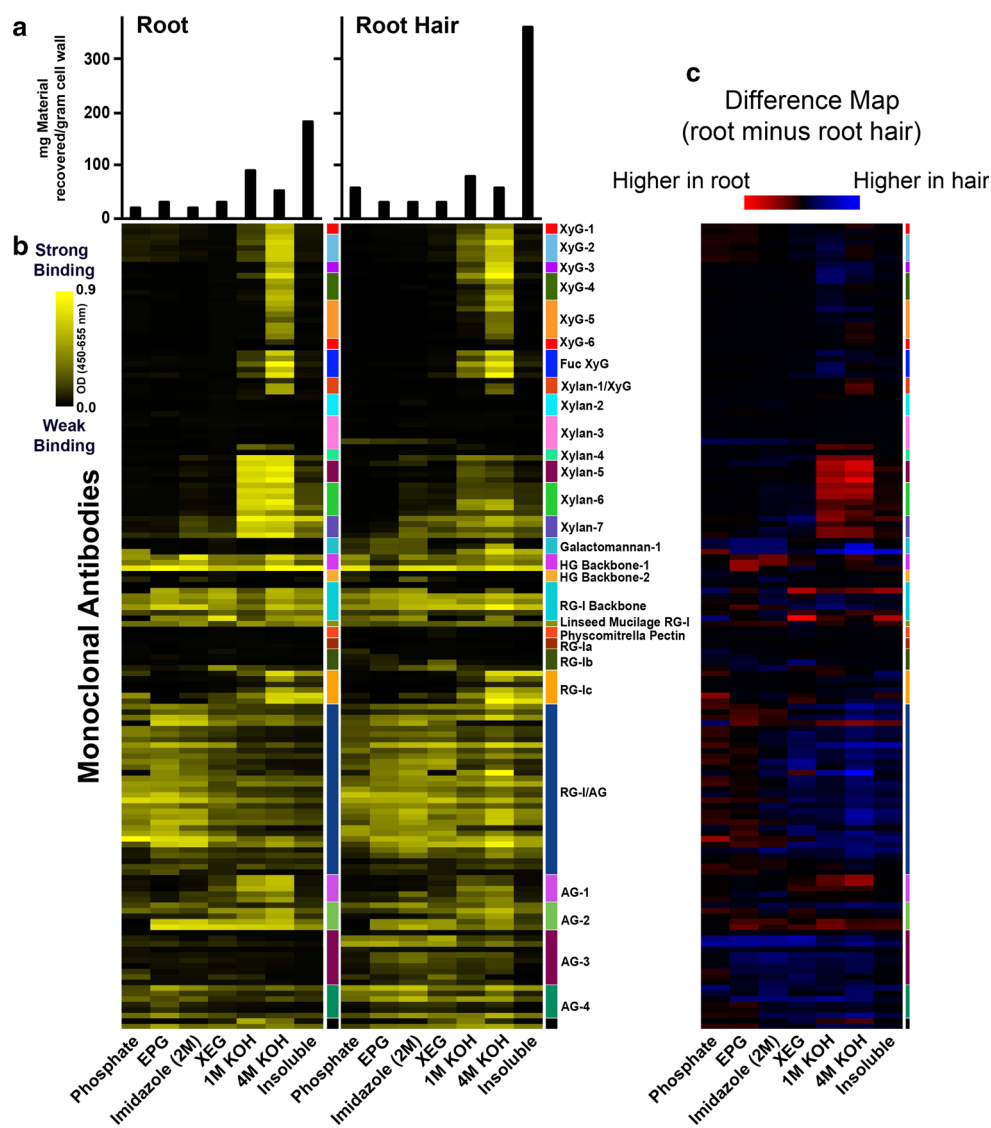 a
Root
Root Hair
mg Material
recovered/gram cell wall
300
200
100
0
c
Difference Map
(root minus root hair)
Higher in root
Higher in hair
b
Strong
Binding
0.9
OD (450-655 nm)
0.0
Weak
Binding
Monoclonal Antibodies
XyG-1
XyG-2
XyG-3
XyG-4
XyG-5
XyG-6
Fuc XyG
Xylan-1/XyG
Xylan-2
Xylan-3
Xylan-4
Xylan-5
Xylan-6
Xylan-7
Galactomannan-1
HG Backbone-1
HG Backbone-2
RG-I Backbone
Linseed Mucilage RG-I
Physcomitrella Pectin
RG-Ia
RG-Ib
RG-Ic
RG-I/AG
AG-1
AG-2
AG-3
AG-4
Phosphate
EPG
Imidazole (2M)
XEG
1M KOH
4M KOH
Insoluble
Phosphate
EPG
Imidazole (2M)
XEG
1M KOH
4M KOH
Insoluble
Phosphate
EPG
Imidazole (2M)
XEG
1M KOH
4M KOH
Insoluble